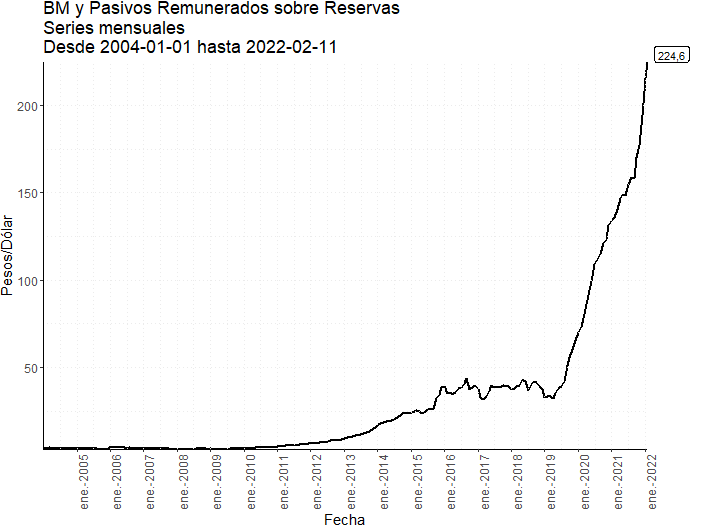 BM y Pasivos Remunerados sobre Reservas
Series mensuales
Desde 2004-01-01 hasta 2022-02-11
224,6
200
150
100
50
Pesos/Dólar
ene.-2005
ene.-2006
ene.-2007
ene.-2008
ene.-2009
ene.-2010
ene.-2011
ene.-2012
ene.-2013
ene.-2014
ene.-2015
ene.-2016
ene.-2017
ene.-2018
ene.-2019
ene.-2020
ene.-2021
ene.-2022
Fecha